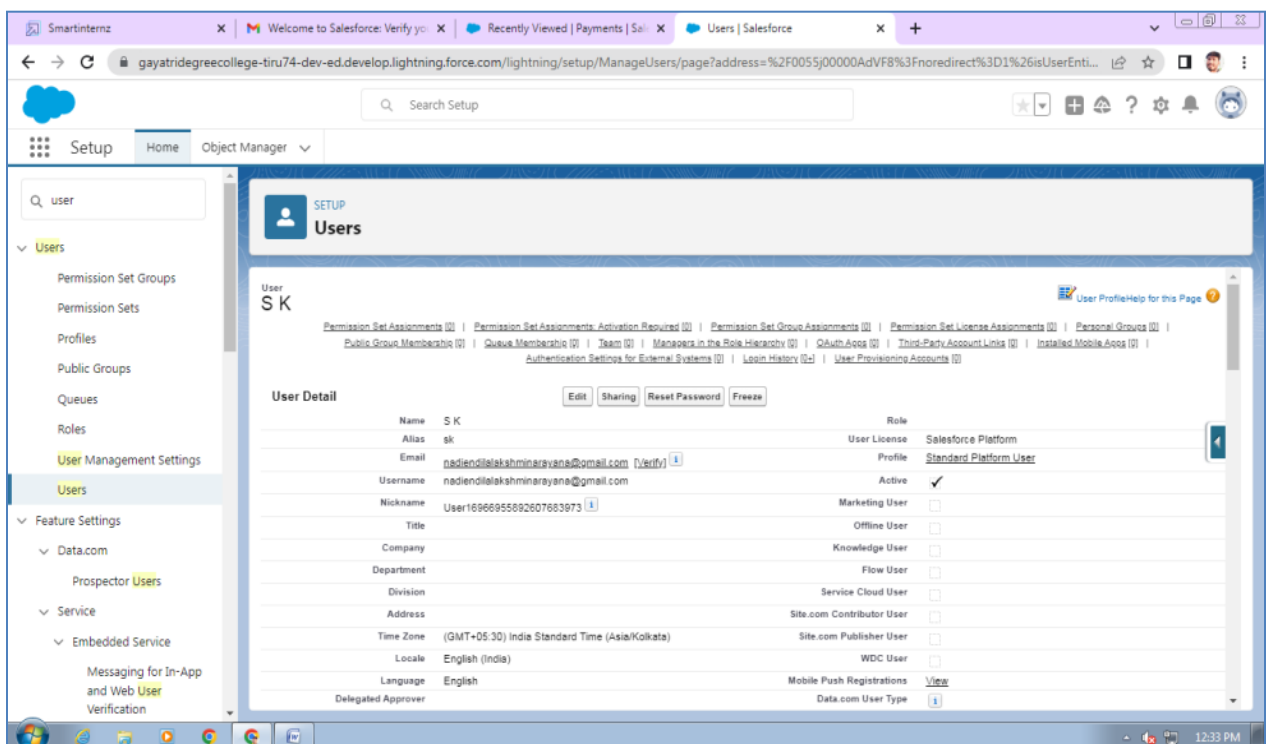 Smartinternz
Welcome to Salesforce: Verify yo
Recently Viewed | Payments | Sal
Users | Salesforce
gayatridegreecollege-tiru74-dev-ed.develop.lightning.force.com/lightning/setup/ManageUsers/page?address=%2F0055j00000AdVF8%3Fnoredirect%3D1%26isUserEnti...
Search Setup
Setup Home Object Manager
user
Users
Permission Set Groups
Permission Sets
Profiles
Public Groups
Queues
Roles
User Management Settings
Users
Feature Settings
Data.com
Prospector Users
Service
Embedded Service
Messaging for In-App
and Web User
Verification
SETUP
Users
User
S K
User Profile Help for this Page
Permission Set Assignments [0] | Permission Set Assignments: Activation Required [0] | Permission Set Group Assignments [0] | Permission Set License Assignments [0] | Personal Groups [0] |
Public Group Membership [0] | Queue Membership [0] | Team [0] | Managers in the Role Hierarchy [0] | OAuth Apps [0] | Third-Party Account Links [0] | Installed Mobile Apps [0] |
Authentication Settings for External Systems [0] | Login History [0+] | User Provisioning Accounts [0]
User Detail Edit Sharing Reset Password Freeze
Name S K Role
Alias sk User License Salesforce Platform
Email nadiendilalakshminarayana@gmail.com [Verify] i Profile Standard Platform User
Username nadiendilalakshminarayana@gmail.com Active ✓
Nickname User16966955892607683973 i Marketing User
Title Offline User
Company Knowledge User
Department Flow User
Division Service Cloud User
Address Site.com Contributor User
Time Zone (GMT+05:30) India Standard Time (Asia/Kolkata) Site.com Publisher User
Locale English (India) WDC User
Language English Mobile Push Registrations View
Delegated Approver Data.com User Type i
12:33 PM